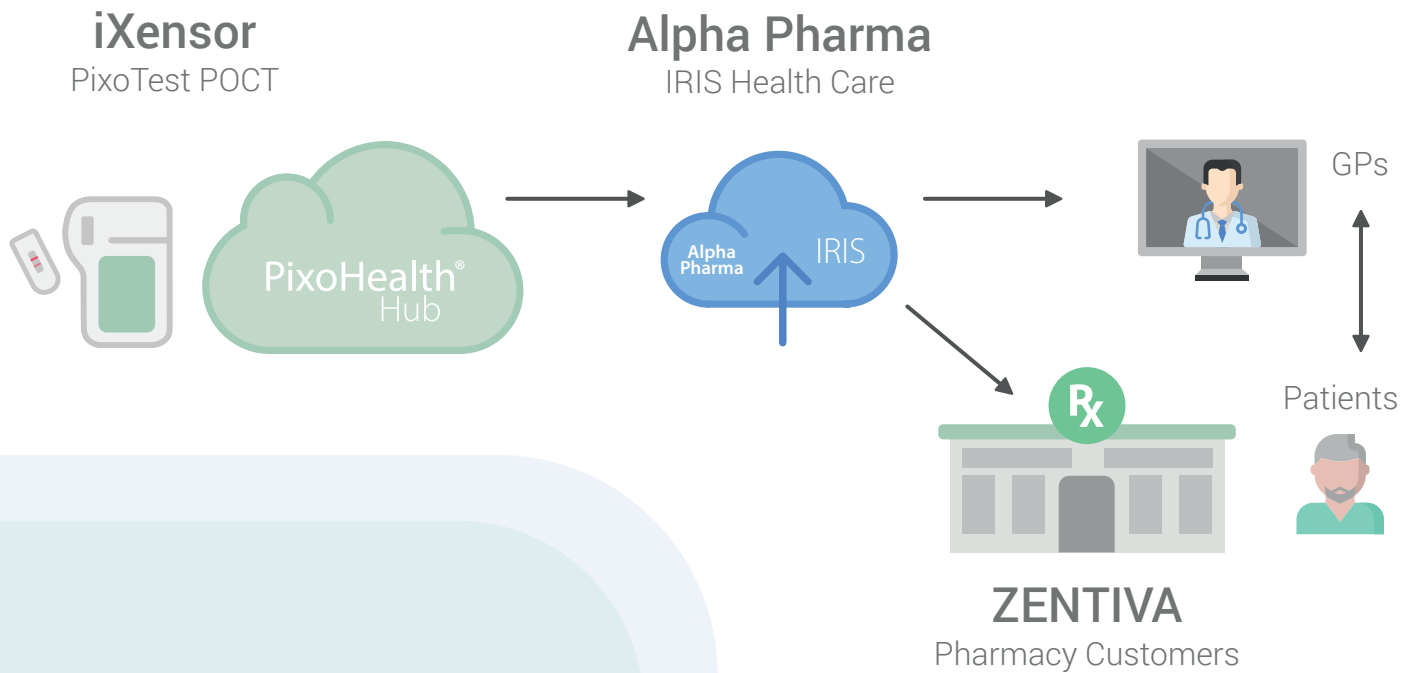 iXensor
PixoTest POCT
Alpha Pharma
IRIS Health Care
PixoHealth®
Hub
Alpha
Pharma
IRIS
GPs
Patients
Rx
ZENTIVA
Pharmacy Customers